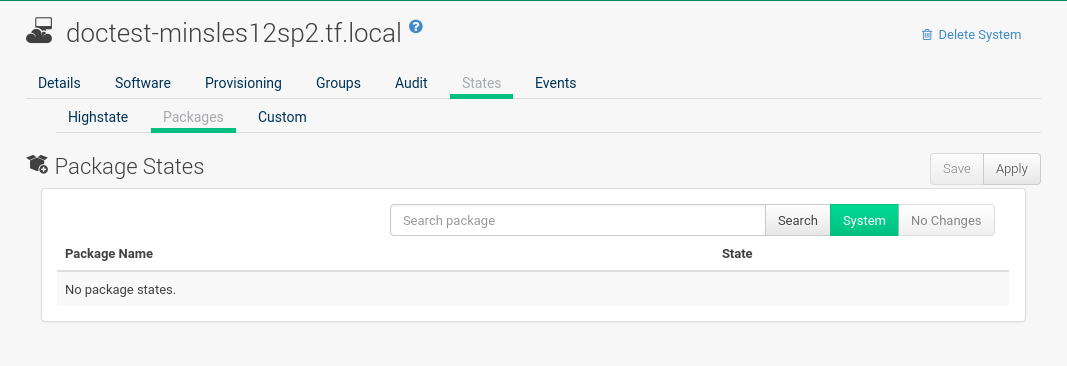 doctest-minsles12sp2.tf.local ?
Delete System
Details Software Provisioning Groups Audit States Events
Highstate Packages Custom
Package States
Save Apply
Search package Search System No Changes
Package Name State
No package states.